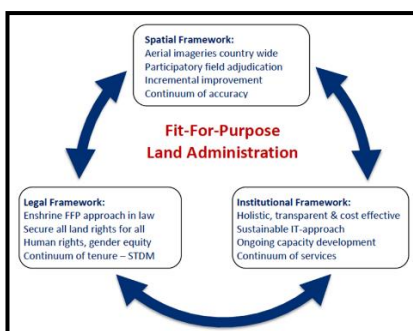 Spatial Framework:
Aerial imageries country wide
Participatory field adjudication
Incremental improvement
Continuum of accuracy
Fit-For-Purpose
Land Administration
Legal Framework:
Enshrine FFP approach in law
Secure all land rights for all
Human rights, gender equity
Continuum of tenure – STDM
Institutional Framework:
Holistic, transparent & cost effective
Sustainable IT-approach
Ongoing capacity development
Continuum of services